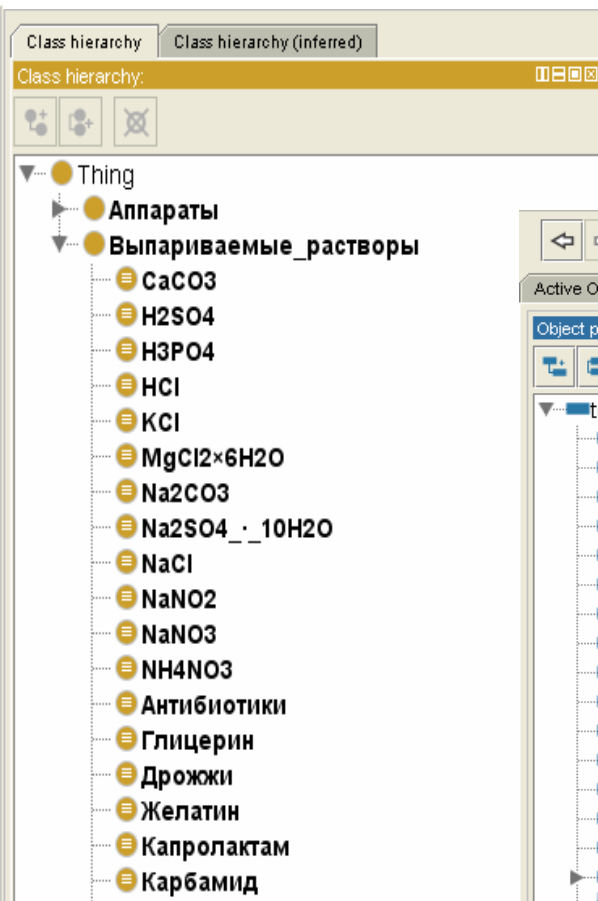 Class hierarchy
Class hierarchy (inferred)
Class hierarchy:
Thing
Аппараты
Выпариваемые_растворы
CaCO3
H2SO4
H3PO4
HCl
KCl
MgCl2×6H2O
Na2CO3
Na2SO4_·_10H2O
NaCl
NaNO2
NaNO3
NH4NO3
Антибиотики
Глицерин
Дрожжи
Желатин
Капролактам
Карбамид
Active O
Object p
t